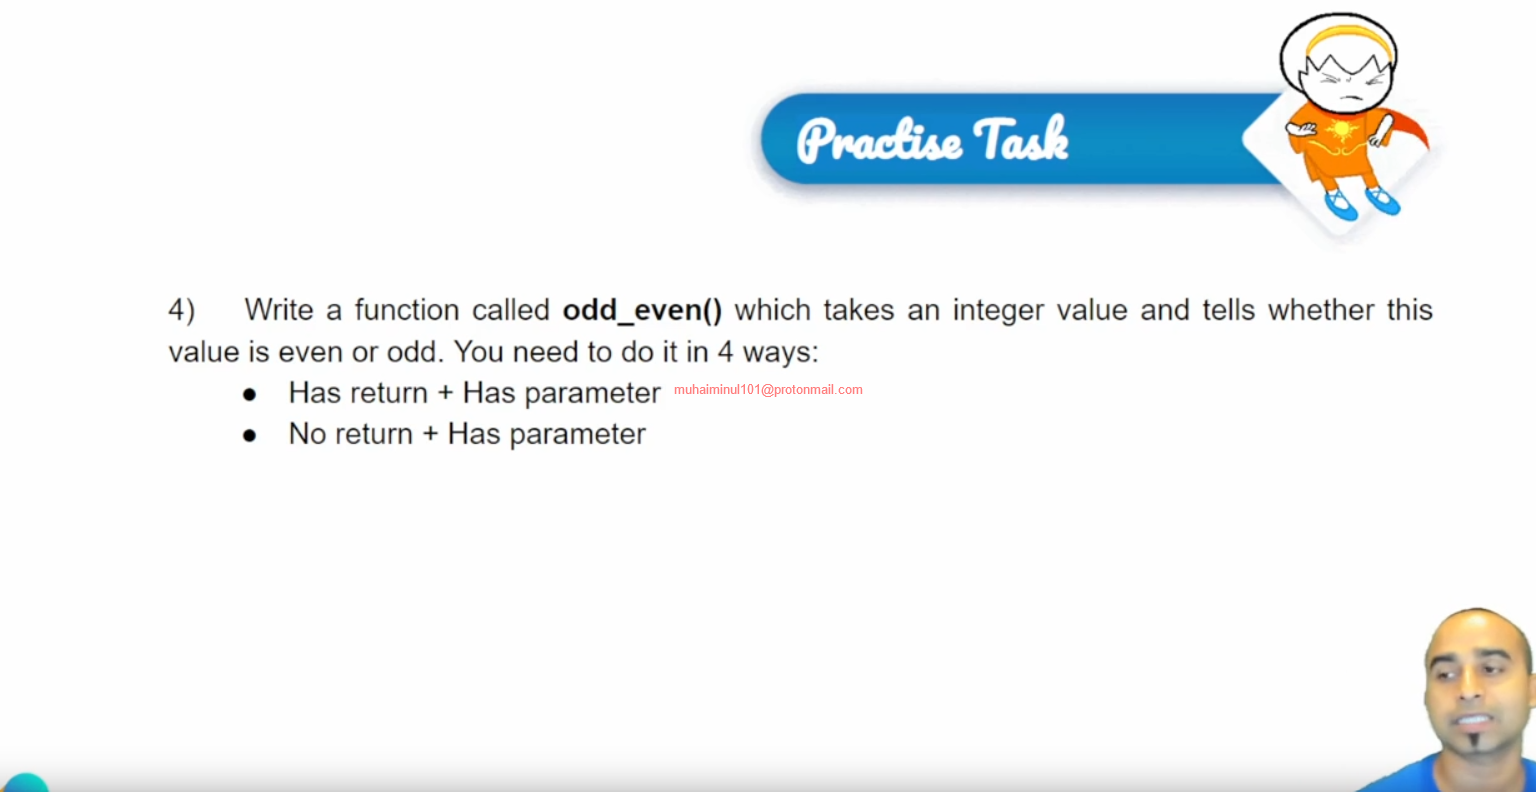 Practise Task
4) Write a function called odd_even() which takes an integer value and tells whether this
value is even or odd. You need to do it in 4 ways:
● Has return + Has parameter muhaiminul101@protonmail.com
● No return + Has parameter